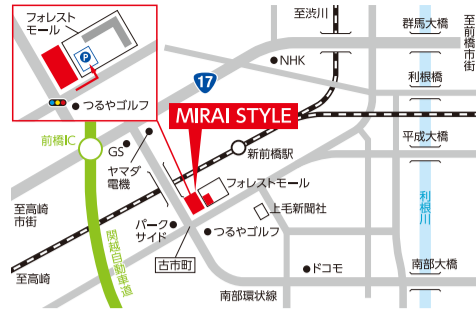 フォレスト
モール
P
つるやゴルフ
至渋川
群馬大橋
至前橋市街
NHK
17
利根橋
MIRAI STYLE
前橋IC
GS
ヤマダ
電機
新前橋駅
平成大橋
フォレストモール
至高崎
市街
パーク
サイド
上毛新聞社
つるやゴルフ
利根川
関越自動車道
古市町
至高崎
ドコモ
南部大橋
南部環状線